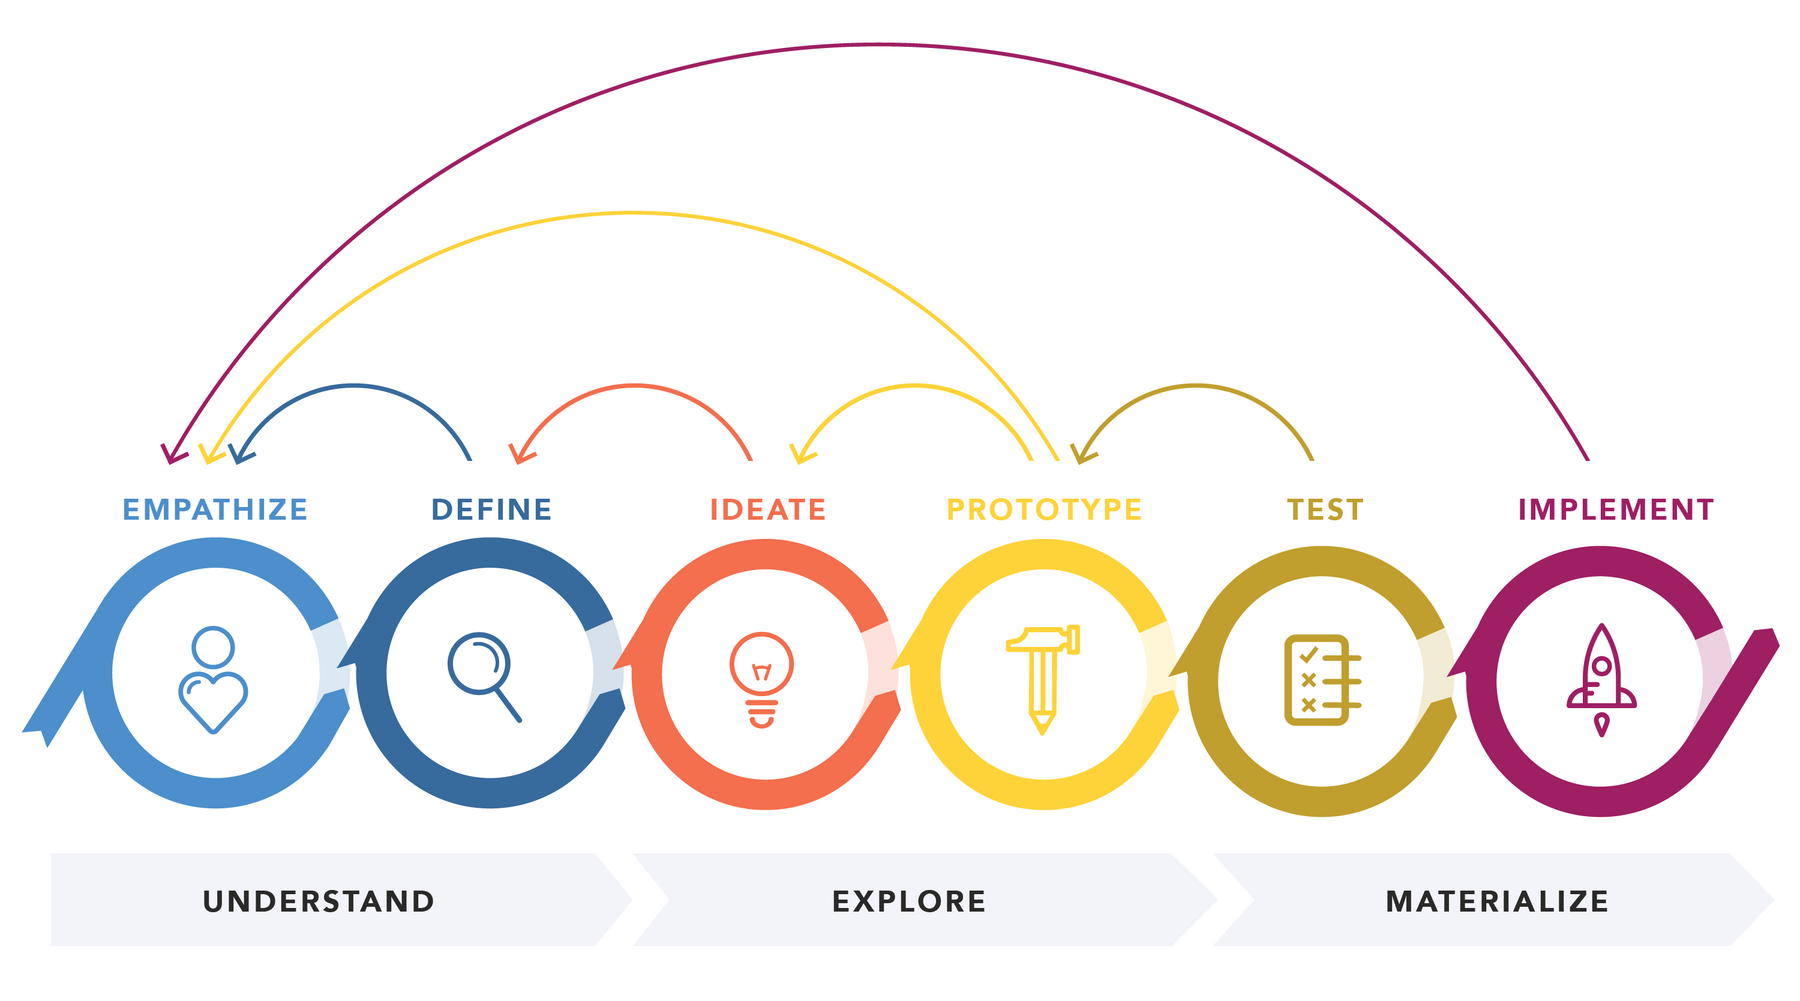 EMPATHIZE
DEFINE
IDEATE
PROTOTYPE
TEST
IMPLEMENT
UNDERSTAND
EXPLORE
MATERIALIZE